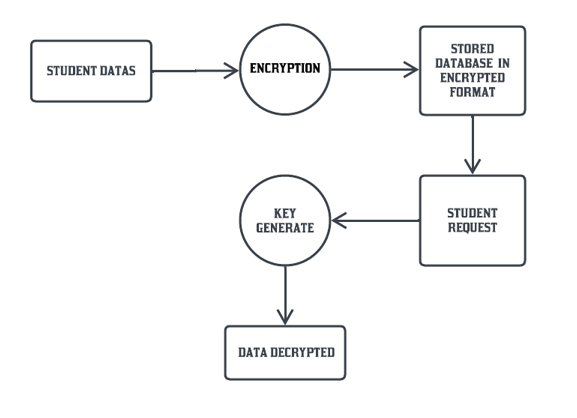 STUDENT DATAS
ENCRYPTION
STORED
DATABASE IN
ENCRYPTED
FORMAT
STUDENT
REQUEST
KEY
GENERATE
DATA DECRYPTED